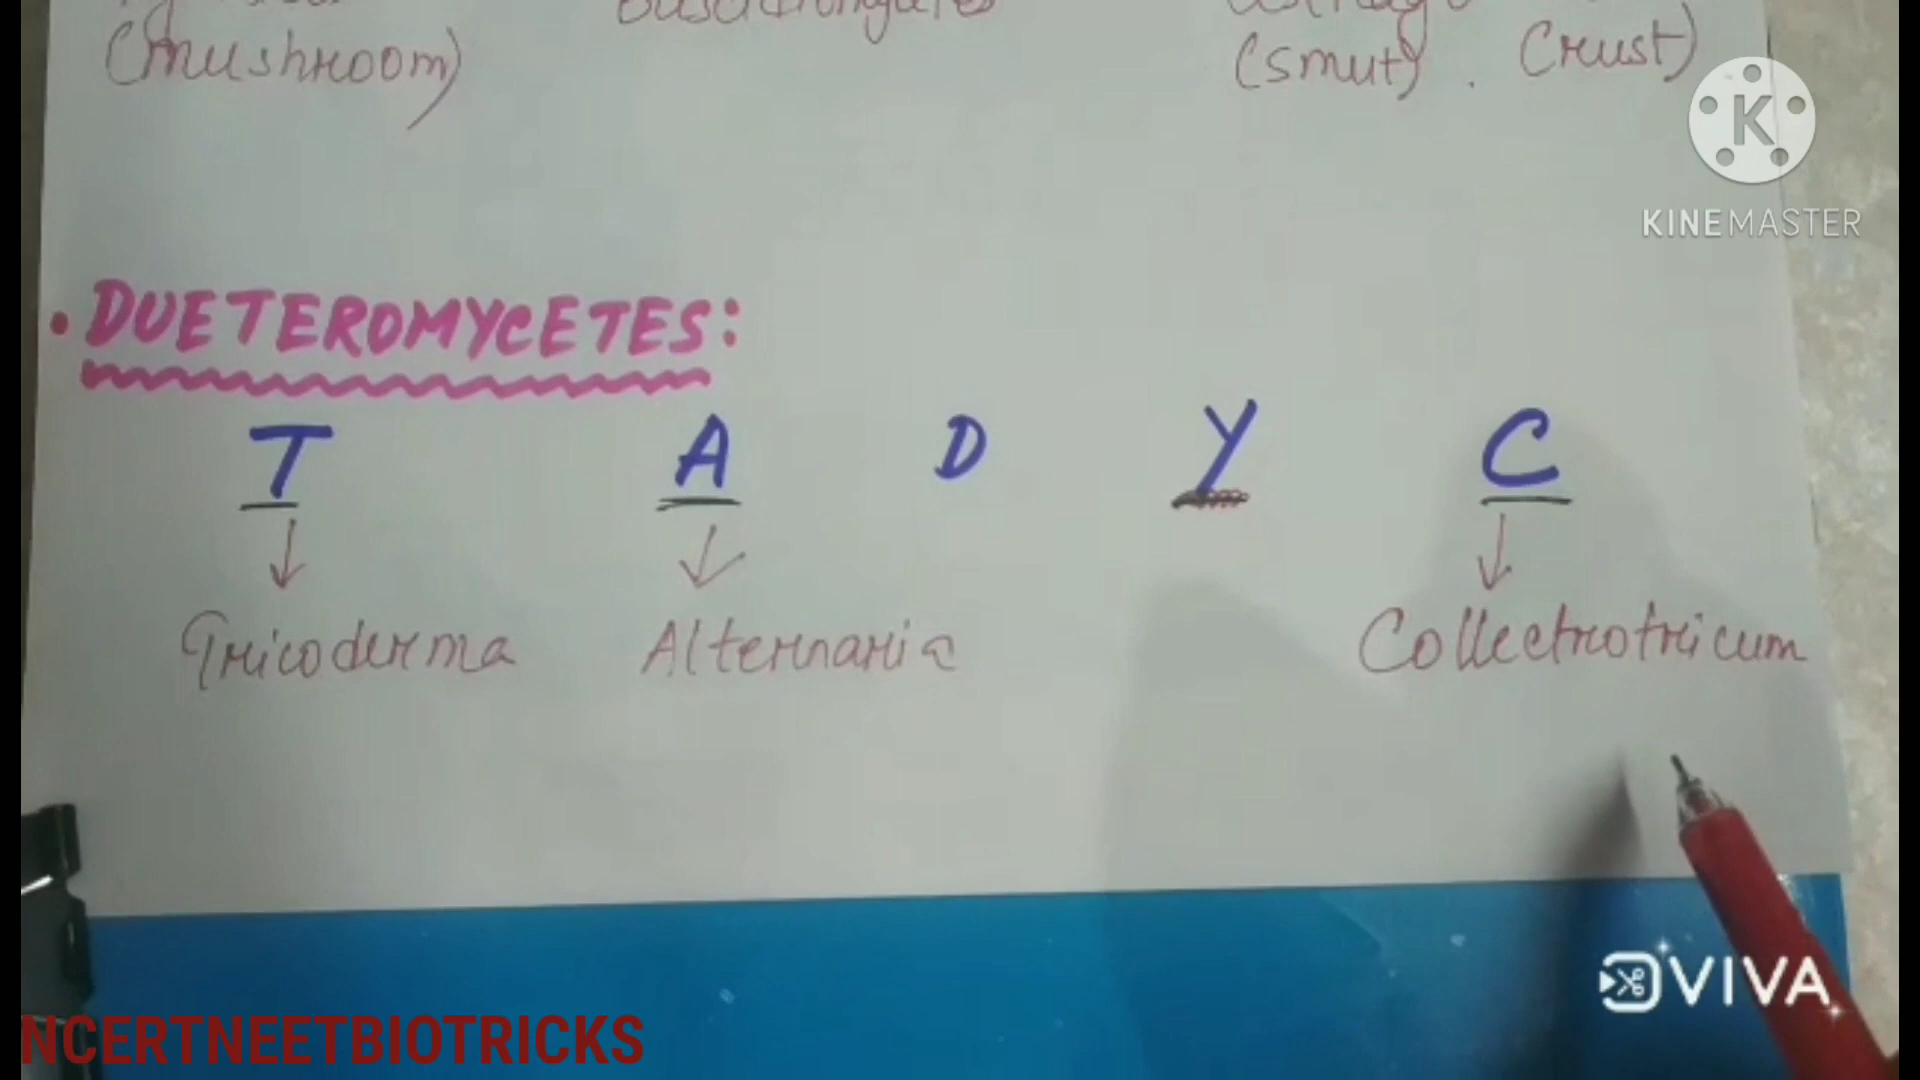 (mushroom)
(smut) . (rust)
KINEMASTER
. DUETEROMYCETES:
T A D Y C
Tricoderma Alternaria Collectrotricum
VIVA
NCERTNEETBIOTRICKS